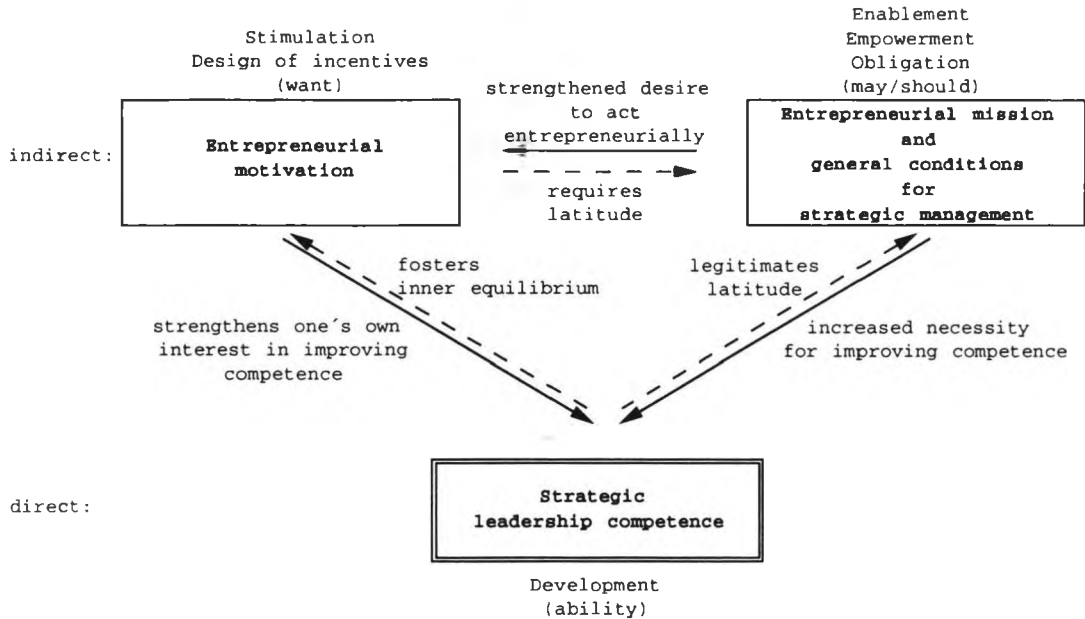 Stimulation
Design of incentives
(want)
Enablement
Empowerment
Obligation
(may/should)
indirect:
Entrepreneurial
motivation
strengthened desire
to act
entrepreneurially
requires
latitude
Entrepreneurial mission
and
general conditions
for
strategic management
fosters
inner equilibrium
legitimates
latitude
strengthens one´s own
interest in improving
competence
increased necessity
for improving competence
direct:
Strategic
leadership competence
Development
(ability)